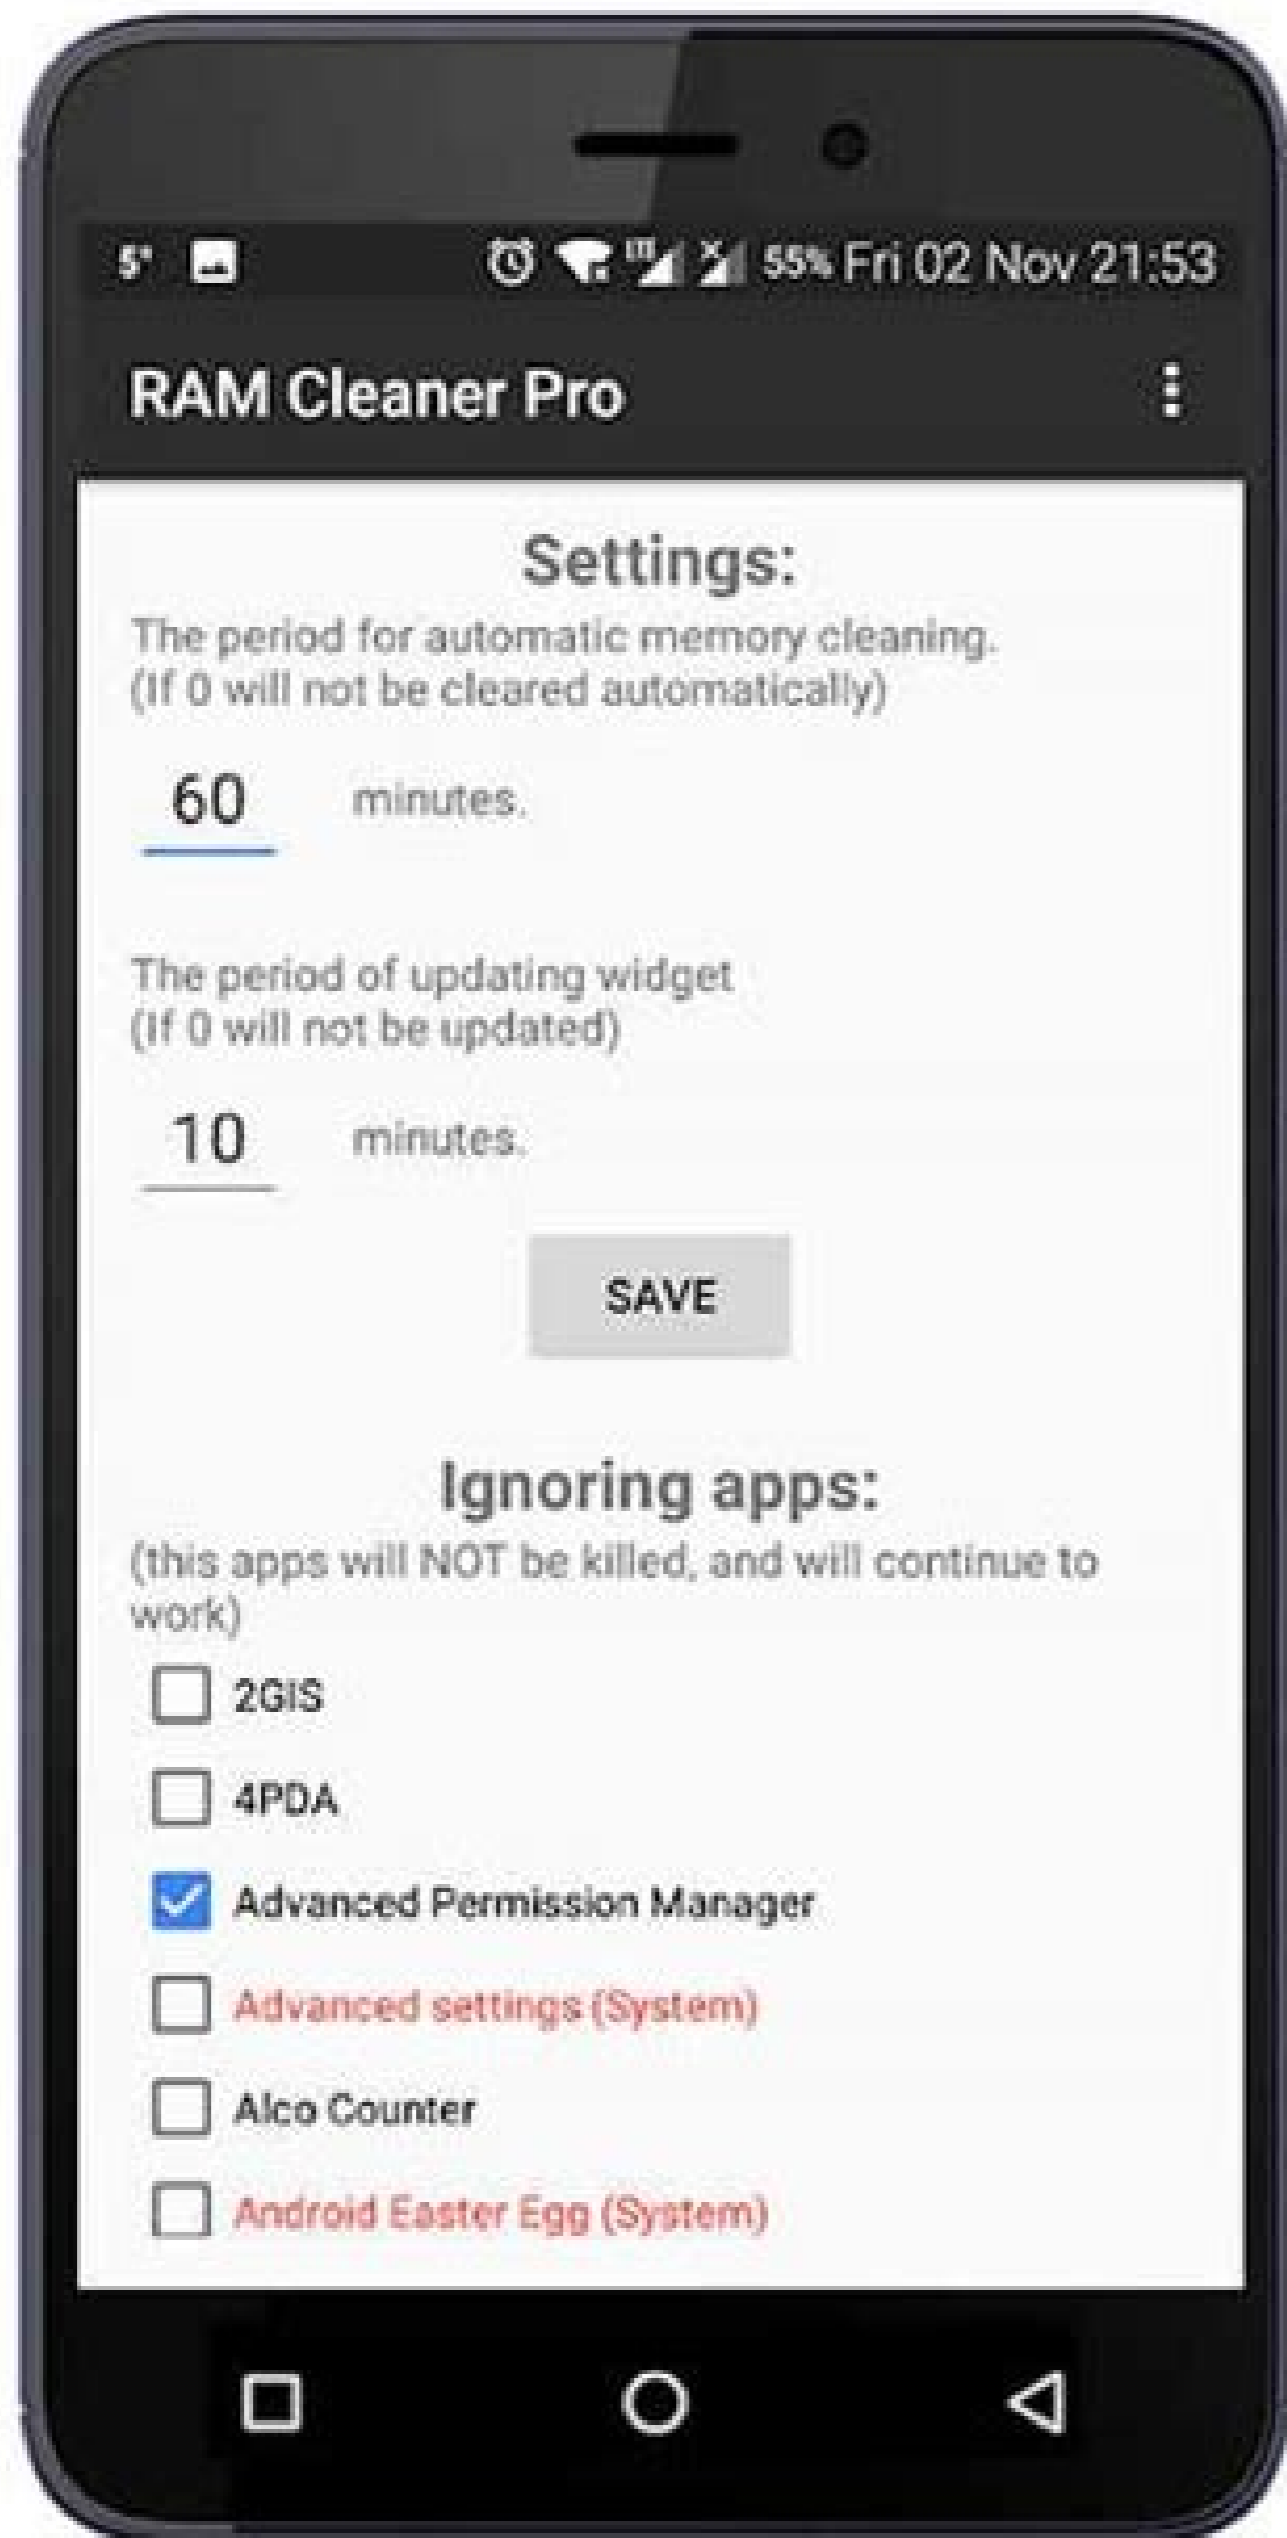 5° 55% Fri 02 Nov 21:53
RAM Cleaner Pro
Settings:
The period for automatic memory cleaning.
(If 0 will not be cleared automatically)
60 minutes.
The period of updating widget
(If 0 will not be updated)
10 minutes.
SAVE
Ignoring apps:
(this apps will NOT be killed, and will continue to
work)
2GIS
4PDA
Advanced Permission Manager
Advanced settings (System)
Alco Counter
Android Easter Egg (System)